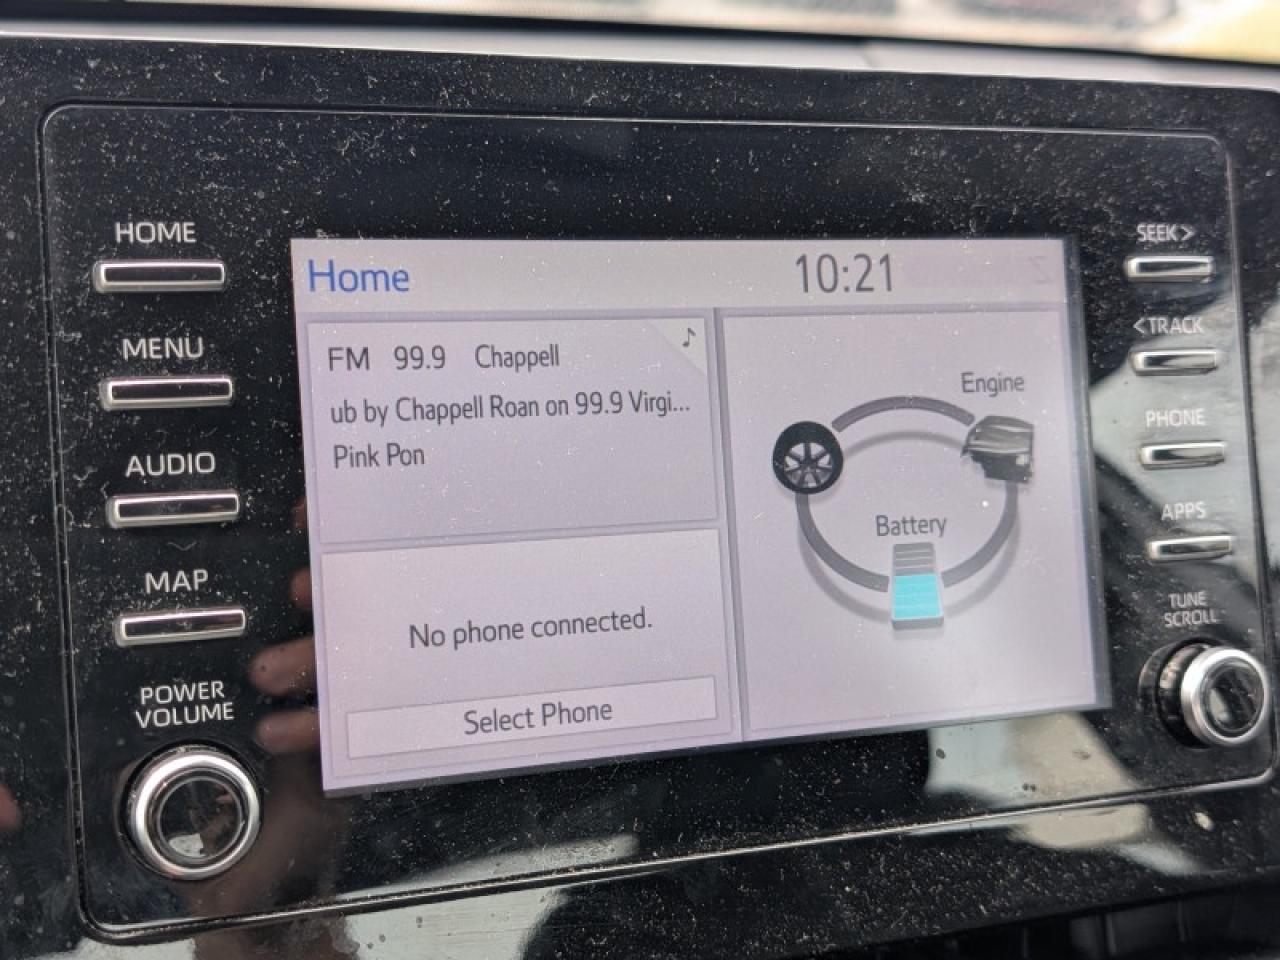 HOME
MENU
AUDIO
MAP
POWER
VOLUME
Home
10:21
FM 99.9 Chappell
ub by Chappell Roan on 99.9 Virgi...
Pink Pon
No phone connected.
Select Phone
Engine
Battery
SEEK >
< TRACK
PHONE
APPS
TUNE
SCROLL